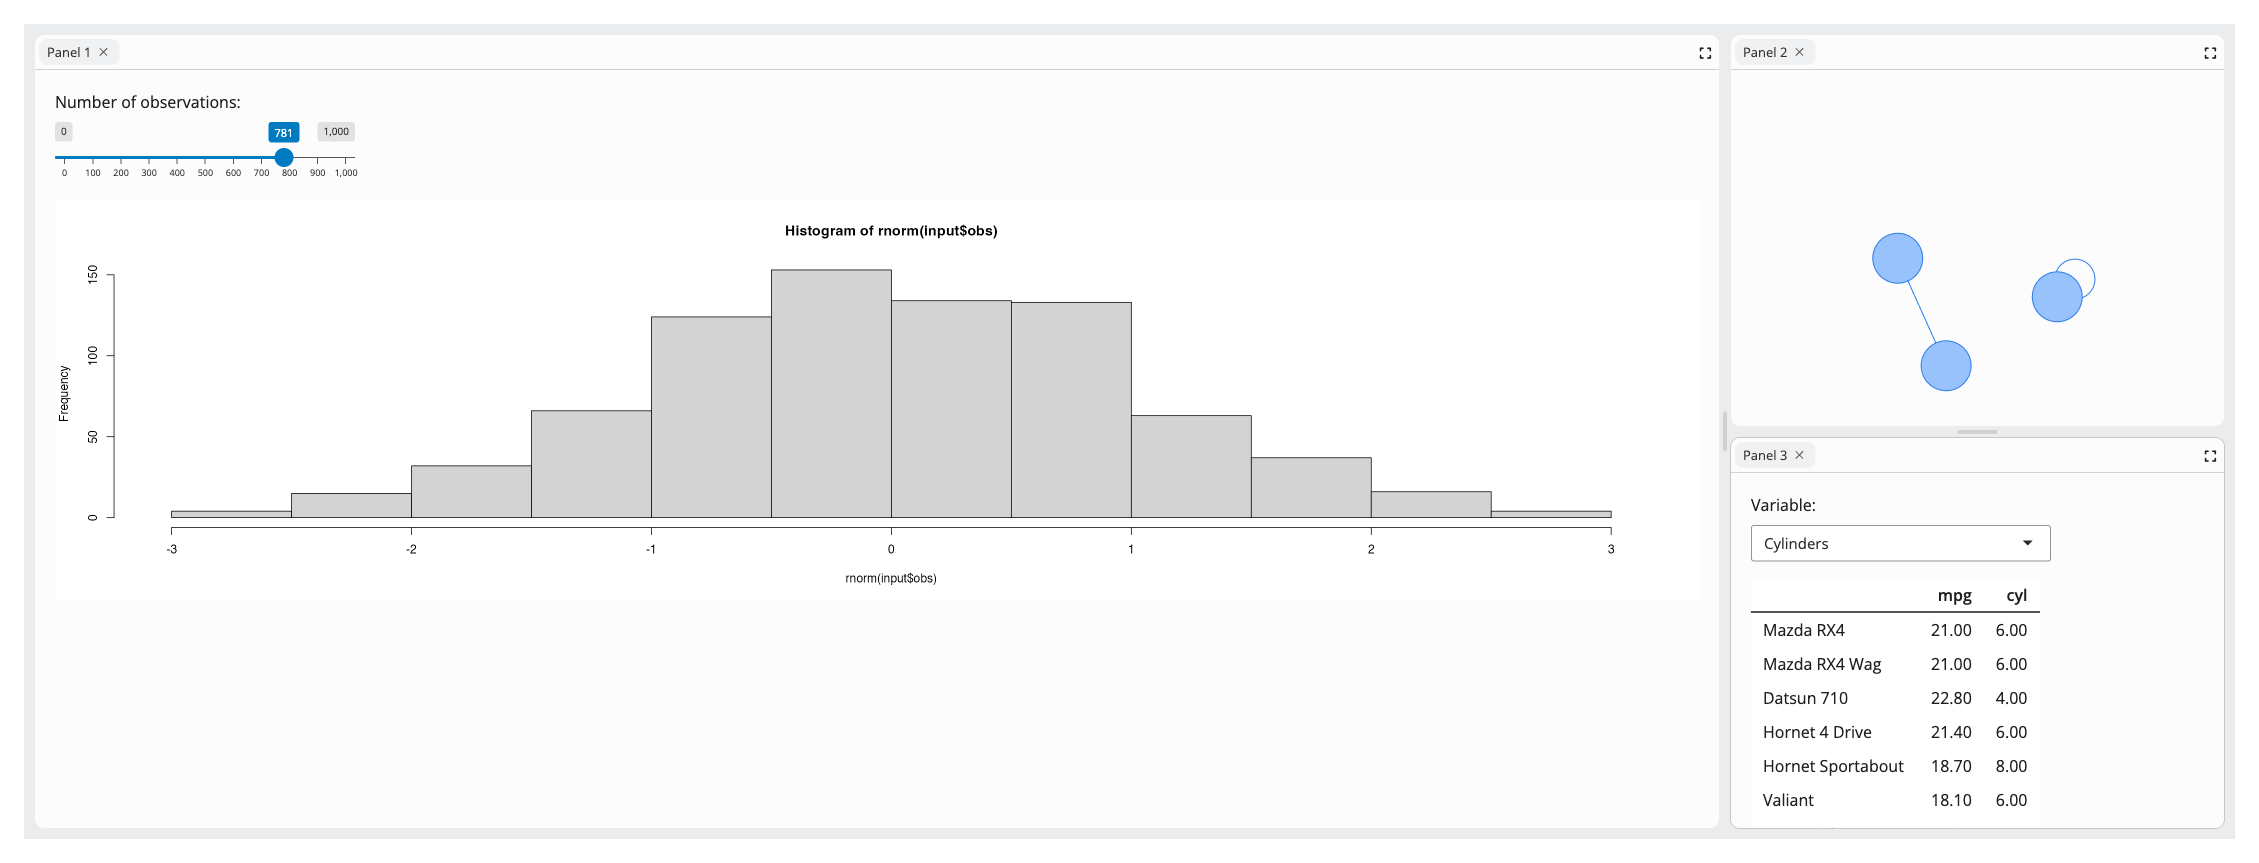 Panel 1
Number of observations:
0 781 1,000
0 100 200 300 400 500 600 700 800 900 1,000
Histogram of rnorm(input$obs)
150
100
50
0
Frequency
-3 -2 -1 0 1 2 3
rnorm(input$obs)
Panel 2
Panel 3
Variable:
Cylinders
mpg cyl
Mazda RX4 21.00 6.00
Mazda RX4 Wag 21.00 6.00
Datsun 710 22.80 4.00
Hornet 4 Drive 21.40 6.00
Hornet Sportabout 18.70 8.00
Valiant 18.10 6.00